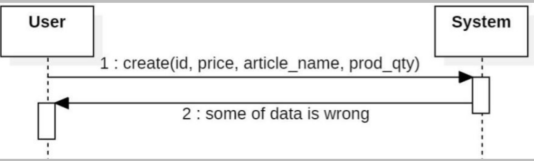 User
System
1 : create(id, price, article_name, prod_qty)
2 : some of data is wrong